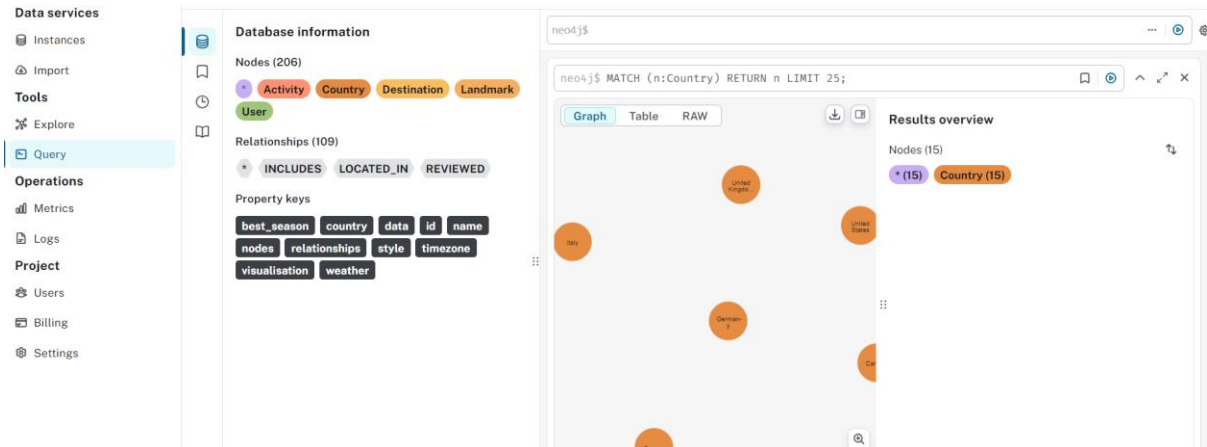 Data services
Instances
Import
Tools
Explore
Query
Operations
Metrics
Logs
Project
Users
Billing
Settings
Database information
Nodes (206)
* Activity Country Destination Landmark
User
Relationships (109)
* INCLUDES LOCATED_IN REVIEWED
Property keys
best_season country data id name
nodes relationships style timezone
visualisation weather
neo4j$
neo4j$ MATCH (n:Country) RETURN n LIMIT 25;
Graph Table RAW
United
Kingdo...
United
States
Italy
German-
y
Results overview
Nodes (15)
* (15) Country (15)